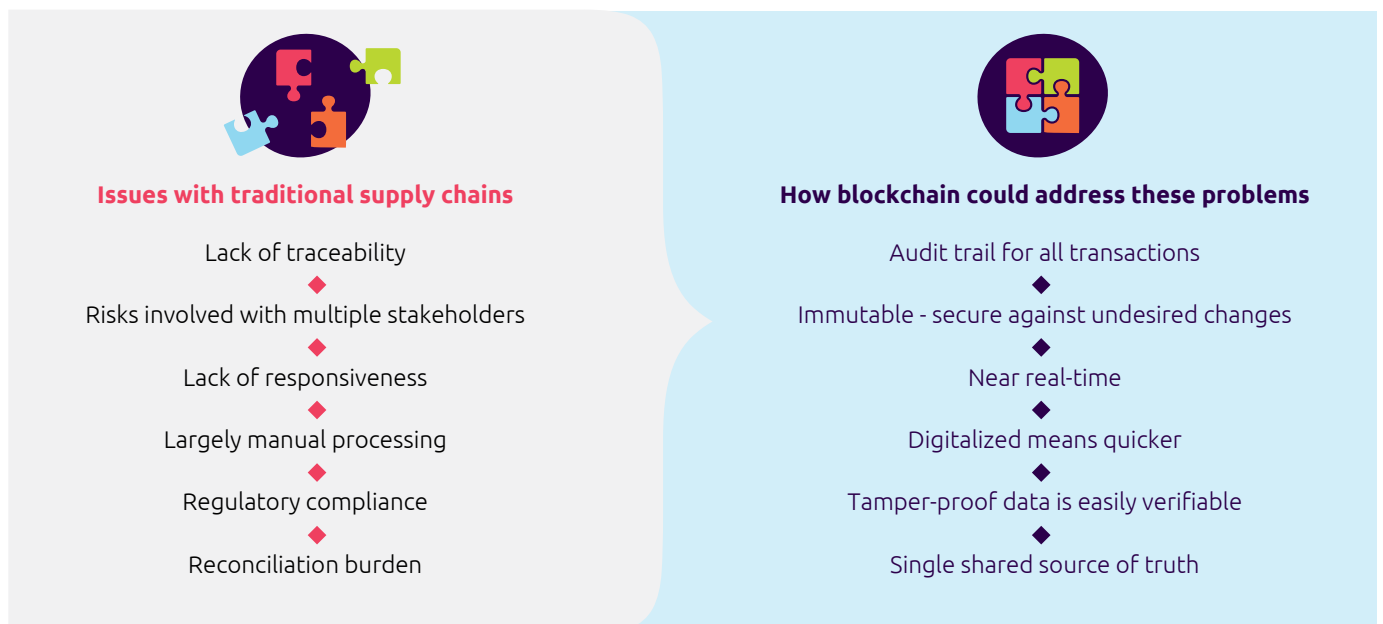 Issues with traditional supply chains
Lack of traceability
Risks involved with multiple stakeholders
Lack of responsiveness
Largely manual processing
Regulatory compliance
Reconciliation burden
How blockchain could address these problems
Audit trail for all transactions
Immutable - secure against undesired changes
Near real-time
Digitalized means quicker
Tamper-proof data is easily verifiable
Single shared source of truth